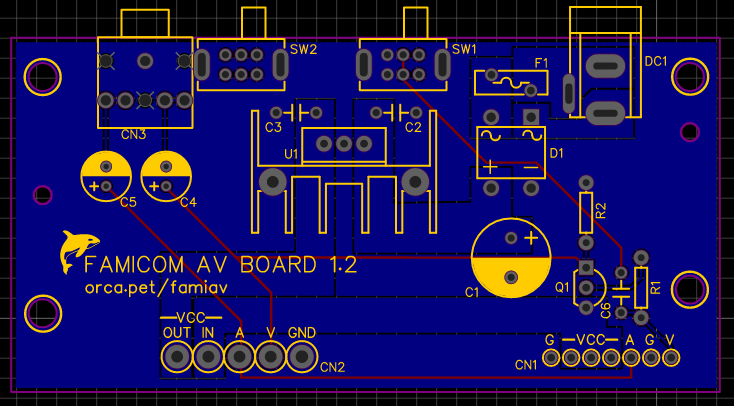 SW2
SW1
F1
DC1
CN3
C3
C2
U1
D1
C5
C4
R2
FAMICOM AV BOARD 1.2
orca.pet/famiav
C1
Q1
C6
R1
VCC
OUT IN A V GND
CN2
G VCC A G V
CN1